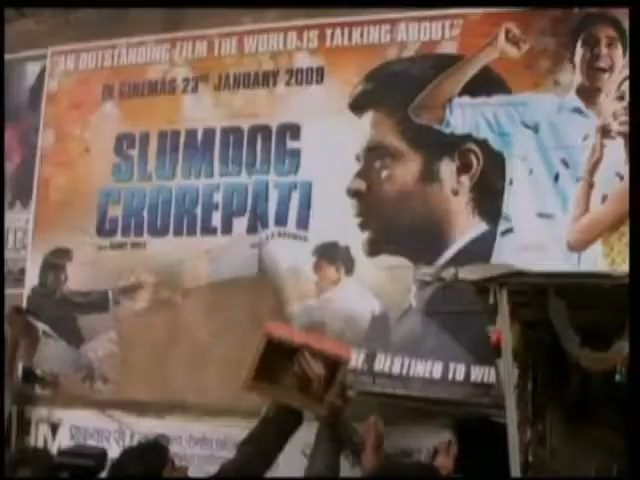 "AN OUTSTANDING FILM THE WORLD IS TALKING ABOUT"
IN CINEMAS 23RD JANUARY 2009
SLUMDOG
CROREPATI
DESTINED TO WIN